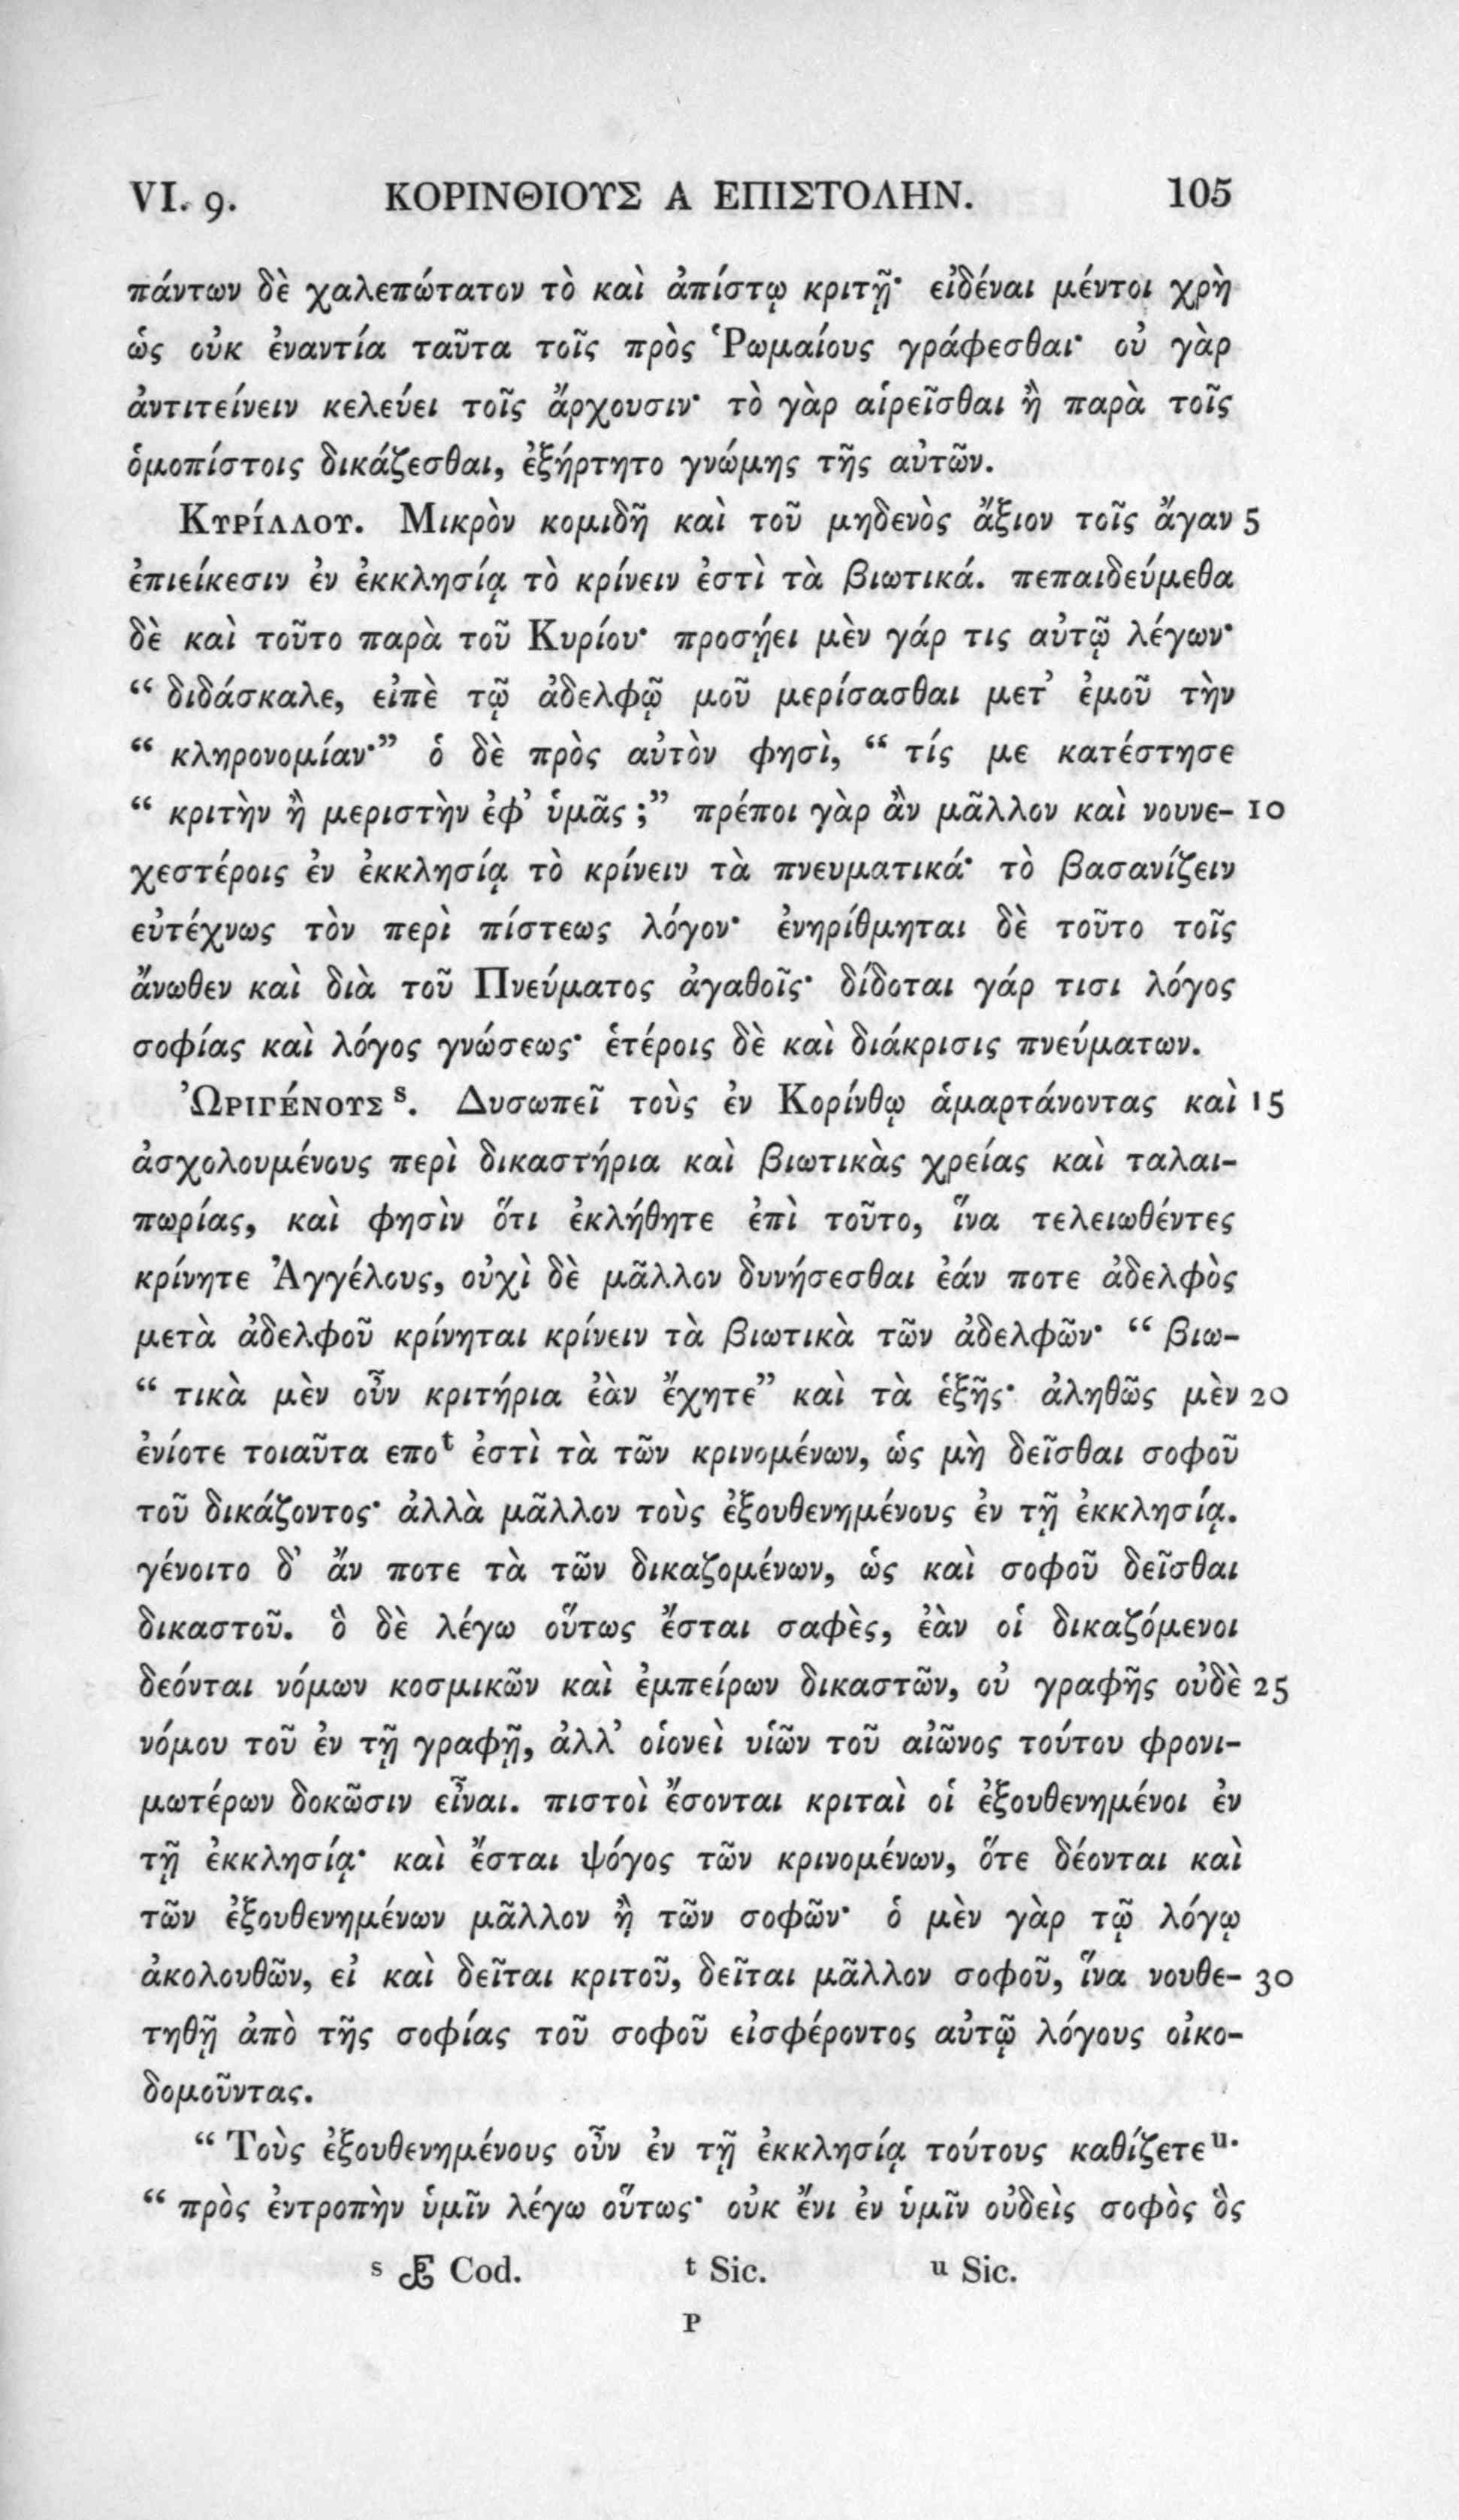 VI. 9. ΚΟΡΙΝΘΙΟΥΣ Α ΕΠΙΣΤΟΛΗΝ. 105
πάντων δὲ χαλεπώτατον τὸ καὶ ἀπίστῳ κριτῇ· εἰδέναι μέντοι χρὴ
ὡς οὐκ ἐναντία ταῦτα τοῖς πρὸς Ῥωμαίους γράφεσθαι· οὐ γὰρ
ἀντιτείνειν κελεύει τοῖς ἄρχουσιν· τὸ γὰρ αἱρεῖσθαι ἢ παρὰ τοῖς
ὁμοπίστοις δικάζεσθαι, ἐξήρτητο γνώμης τῆς αὐτῶν.
Κυρίλλου. Μικρὸν κομιδῆ καὶ τοῦ μηδενὸς ἄξιον τοῖς ἄγαν 5
ἐπιείκεσιν ἐν ἐκκλησίᾳ τὸ κρίνειν ἐστὶ τὰ βιωτικά. πεπαιδεύμεθα
δὲ καὶ τοῦτο παρὰ τοῦ Κυρίου· προσῄει μὲν γάρ τις αὐτῷ λέγων·
“ διδάσκαλε, εἰπὲ τῷ ἀδελφῷ μοῦ μερίσασθαι μετ’ ἐμοῦ τὴν
“ κληρονομίαν·” ὁ δὲ πρὸς αὐτὸν φησὶ, “ τίς με κατέστησε
“ κριτὴν ἢ μεριστὴν ἐφ’ ὑμᾶς ;” πρέποι γὰρ ἂν μᾶλλον καὶ νουνε- 10
χεστέροις ἐν ἐκκλησίᾳ τὸ κρίνειν τὰ πνευματικά· τὸ βασανίζειν
εὐτέχνως τὸν περὶ πίστεως λόγον· ἐνηρίθμηται δὲ τοῦτο τοῖς
ἄνωθεν καὶ διὰ τοῦ Πνεύματος ἀγαθοῖς· δίδοται γάρ τισι λόγος
σοφίας καὶ λόγος γνώσεως· ἑτέροις δὲ καὶ διάκρισις πνεύματων.
Ὠριγένους s. Δυσωπεῖ τοὺς ἐν Κορίνθῳ ἁμαρτάνοντας καὶ 15
ἀσχολουμένους περὶ δικαστήρια καὶ βιωτικὰς χρείας καὶ ταλαι-
πωρίας, καὶ φησὶν ὅτι ἐκλήθητε ἐπὶ τοῦτο, ἵνα τελειωθέντες
κρίνητε Ἀγγέλους, οὐχὶ δὲ μᾶλλον δυνήσεσθαι ἐάν ποτε ἀδελφὸς
μετὰ ἀδελφοῦ κρίνηται κρίνειν τὰ βιωτικὰ τῶν ἀδελφῶν· “ βιω-
“ τικὰ μὲν οὖν κριτήρια ἐὰν ἔχητε” καὶ τὰ ἑξῆς· ἀληθῶς μὲν 20
ἐνίοτε τοιαῦτα επο t ἐστὶ τὰ τῶν κρινομένων, ὡς μὴ δεῖσθαι σοφοῦ
τοῦ δικάζοντος· ἀλλὰ μᾶλλον τοὺς ἐξουθενημένους ἐν τῇ ἐκκλησίᾳ.
γένοιτο δ’ ἄν ποτε τὰ τῶν δικαζομένων, ὡς καὶ σοφοῦ δεῖσθαι
δικαστοῦ. ὃ δὲ λέγω οὕτως ἔσται σαφὲς, ἐὰν οἱ δικαζόμενοι
δεόνται νόμων κοσμικῶν καὶ ἐμπείρων δικαστῶν, οὐ γραφῆς οὐδὲ 25
νόμου τοῦ ἐν τῇ γραφῇ, ἀλλ’ οἱονεὶ υἱῶν τοῦ αἰῶνος τούτου φρονι-
μωτέρων δοκῶσιν εἶναι. πιστοὶ ἔσονται κριταὶ οἱ ἐξουθενημένοι ἐν
τῇ ἐκκλησίᾳ· καὶ ἔσται ψόγος τῶν κρινομένων, ὅτε δέονται καὶ
τῶν ἐξουθενημένων μᾶλλον ᾒ τῶν σοφῶν· ὁ μὲν γὰρ τῷ λόγῳ
ἀκολουθῶν, εἰ καὶ δεῖται κριτοῦ, δεῖται μᾶλλον σοφοῦ, ἵνα νουθε- 30
τηθῇ ἀπὸ τῆς σοφίας τοῦ σοφοῦ εἰσφέροντος αὐτῷ λόγους οἰκο-
δομοῦντας.
“ Τοὺς ἐξουθενημένους οὖν ἐν τῇ ἐκκλησίᾳ τούτους καθίζετε u·
“ πρὸς ἐντροπὴν ὑμῖν λέγω οὕτως· οὐκ ἔνι ἐν ὑμῖν οὐδεὶς σοφὸς ὃς
s Cod. t Sic. u Sic.
P